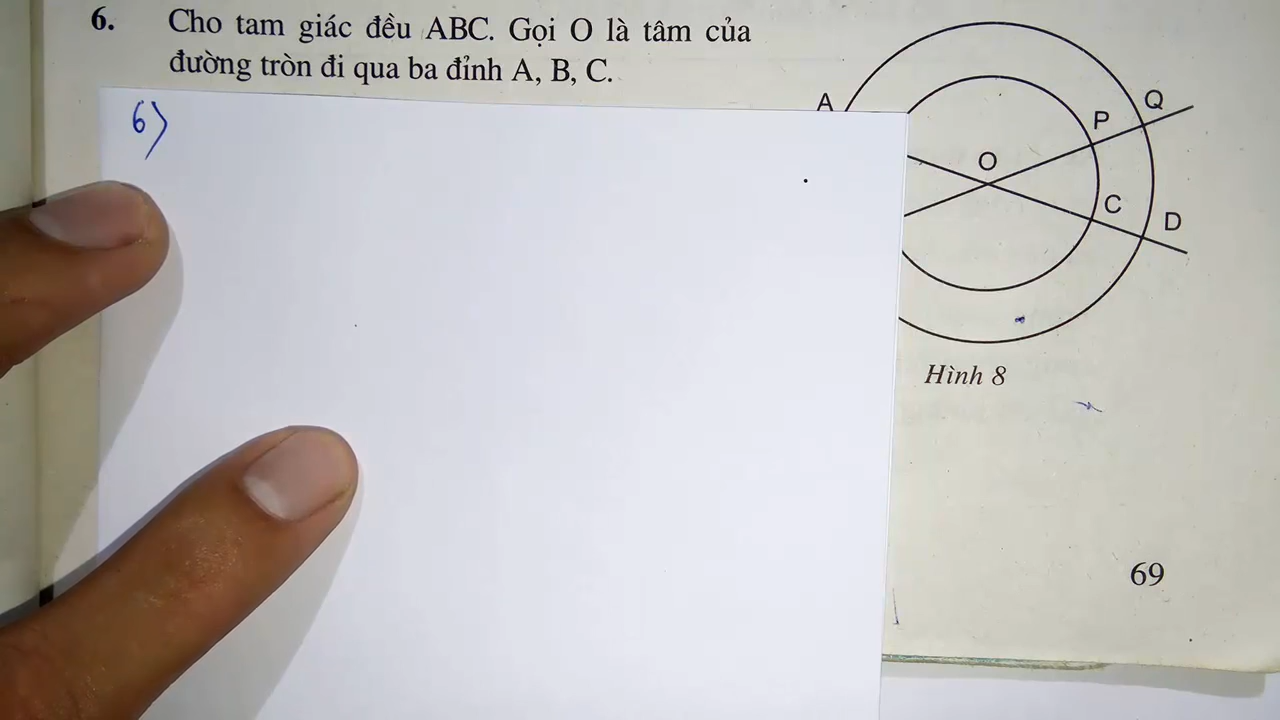 6. Cho tam giác đều ABC. Gọi O là tâm của
đường tròn đi qua ba đỉnh A, B, C.
6)
A
O
P
Q
C
D
Hình 8
69